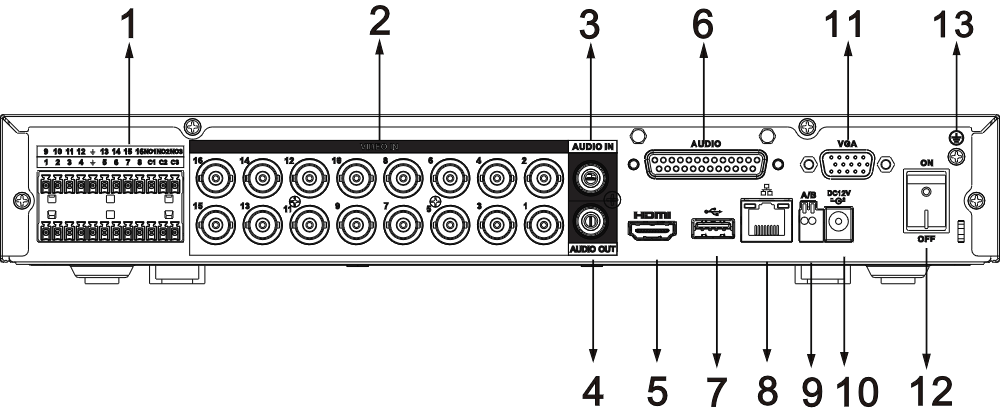 1 2 3 6 11 13
9 10 11 12 13 14 15 16 NO1 NO2 NO3
1 2 3 4 5 6 7 8 C1 C2 C3
VIDEO IN
AUDIO IN
AUDIO
VGA
ON
16 14 12 10 8 6 4 2
A/B
DC12V
15 13 11 9 7 5 3 1
HDMI
AUDIO OUT
OFF
4 5 7 8 9 10 12